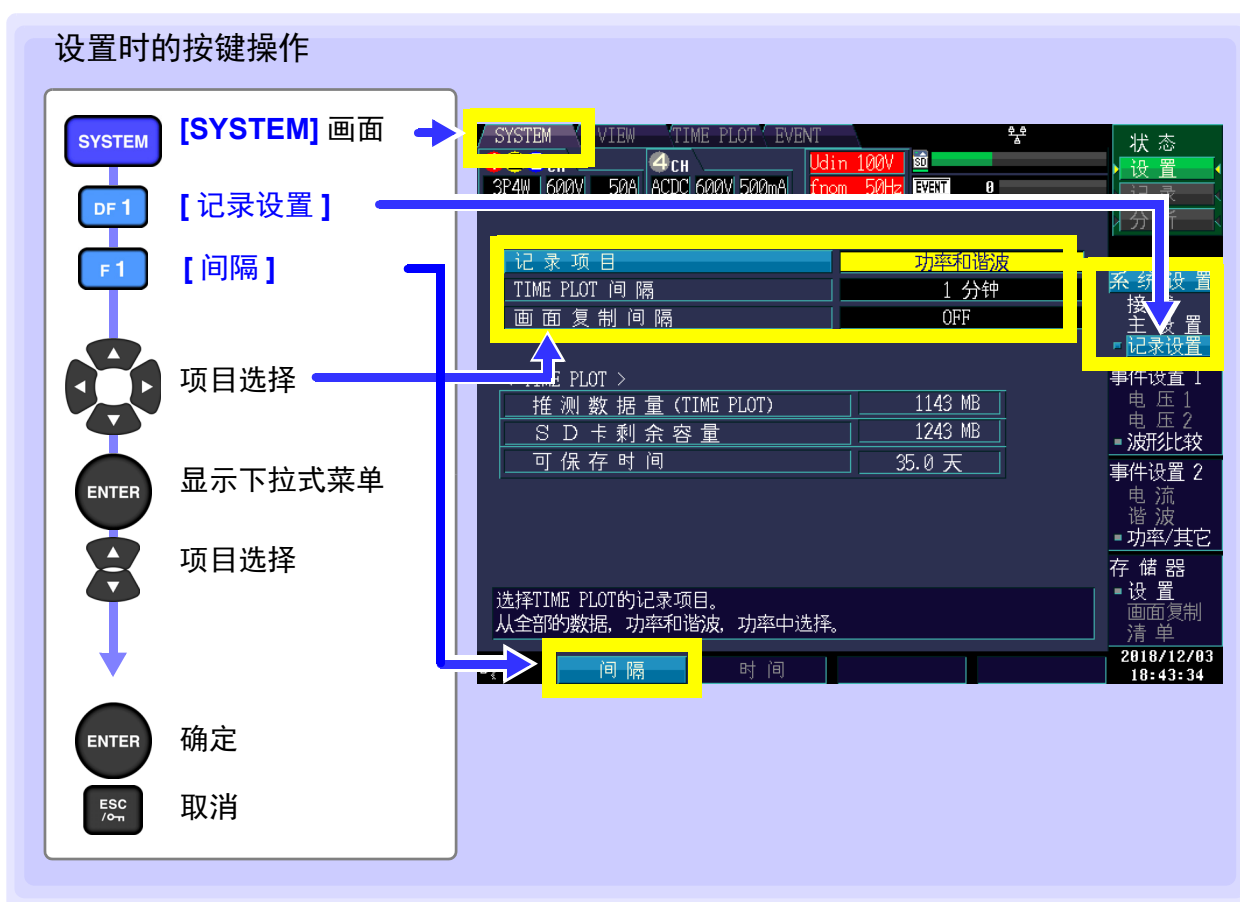 设置时的按键操作
SYSTEM
[SYSTEM] 画面
DF 1
[ 记录设置 ]
F 1
[ 间隔 ]
项目选择
ENTER
显示下拉式菜单
项目选择
ENTER
确定
ESC
/
取消
SYSTEM VIEW TIME PLOT EVENT
CH 4CH Udin 100V SD
3P4W 600V 50A ACDC 600V 500mA fnom 50Hz EVENT 0
记录项目 功率和谐波
TIME PLOT 间隔 1 分钟
画面复制间隔 OFF
PLOT >
推测数据量(TIME PLOT) 1143 MB
SD卡剩余容量 1243 MB
可保存时间 35.0 天
选择TIME PLOT的记录项目。
从全部的数据, 功率和谐波, 功率中选择。
间隔 时间
状态
设置
记录
分析
系统设置
主设置
记录设置
事件设置 1
电压1
电压2
波形比较
事件设置 2
电流
谐波
功率/其它
存储器
设置
画面复制
清单
2018/12/03
18:43:34